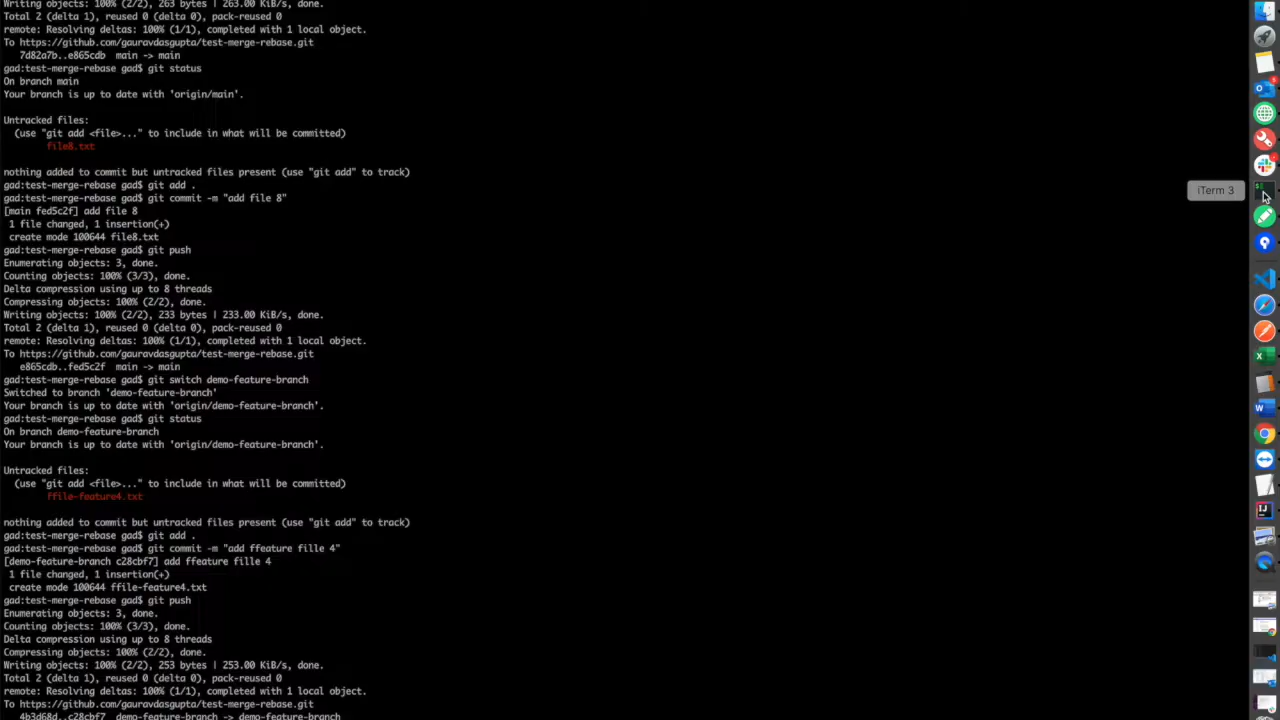 Writing objects: 100% (2/2), 263 bytes | 263.00 KiB/s, done.
Total 2 (delta 1), reused 0 (delta 0), pack-reused 0
remote: Resolving deltas: 100% (1/1), completed with 1 local object.
To https://github.com/gauravdasgupta/test-merge-rebase.git
7d82a7b..e865cdb main -> main
gad:test-merge-rebase gad$ git status
On branch main
Your branch is up to date with 'origin/main'.
Untracked files:
(use "git add <file>..." to include in what will be committed)
file8.txt
nothing added to commit but untracked files present (use "git add" to track)
gad:test-merge-rebase gad$ git add .
gad:test-merge-rebase gad$ git commit -m "add file 8"
[main fed5c2f] add file 8
1 file changed, 1 insertion(+)
create mode 100644 file8.txt
gad:test-merge-rebase gad$ git push
Enumerating objects: 3, done.
Counting objects: 100% (3/3), done.
Delta compression using up to 8 threads
Compressing objects: 100% (2/2), done.
Writing objects: 100% (2/2), 233 bytes | 233.00 KiB/s, done.
Total 2 (delta 1), reused 0 (delta 0), pack-reused 0
remote: Resolving deltas: 100% (1/1), completed with 1 local object.
To https://github.com/gauravdasgupta/test-merge-rebase.git
e865cdb..fed5c2f main -> main
gad:test-merge-rebase gad$ git switch demo-feature-branch
Switched to branch 'demo-feature-branch'
Your branch is up to date with 'origin/demo-feature-branch'.
gad:test-merge-rebase gad$ git status
On branch demo-feature-branch
Your branch is up to date with 'origin/demo-feature-branch'.
Untracked files:
(use "git add <file>..." to include in what will be committed)
ffile-feature4.txt
nothing added to commit but untracked files present (use "git add" to track)
gad:test-merge-rebase gad$ git add .
gad:test-merge-rebase gad$ git commit -m "add ffeature fille 4"
[demo-feature-branch c28cbf7] add ffeature fille 4
1 file changed, 1 insertion(+)
create mode 100644 ffile-feature4.txt
gad:test-merge-rebase gad$ git push
Enumerating objects: 3, done.
Counting objects: 100% (3/3), done.
Delta compression using up to 8 threads
Compressing objects: 100% (2/2), done.
Writing objects: 100% (2/2), 253 bytes | 253.00 KiB/s, done.
Total 2 (delta 1), reused 0 (delta 0), pack-reused 0
remote: Resolving deltas: 100% (1/1), completed with 1 local object.
To https://github.com/gauravdasgupta/test-merge-rebase.git
4b3d68d..c28cbf7 demo-feature-branch -> demo-feature-branch
iTerm 3